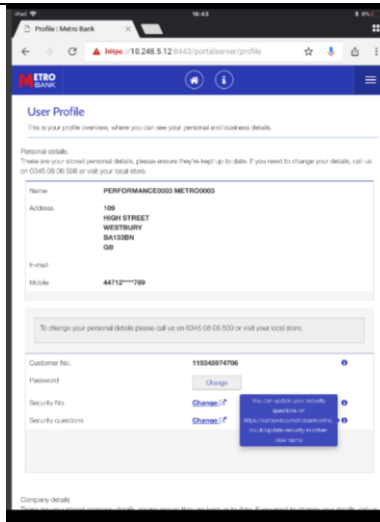 iPad
16:43
8%
Profile | Metro Bank
https://10.248.5.12:8443/portalserver/profile
METRO
BANK
User Profile
This is your profile overview, where you can see your personal and business details.
Personal details.
These are your stored personal details, please ensure they're kept up to date. If you need to change your details, call us
on 0345 08 08 508 or visit your local store.
Name PERFORMANCE0003 METRO0003
Address 109
HIGH STREET
WESTBURY
BA133BN
GB
E-mail
Mobile 44712****789
To change your personal details please call us on 0345 08 08 500 or visit your local store.
Customer No. 119348974706
Password Change
Security No. Change
Security questions Change
You can update your security
questions on
Company details